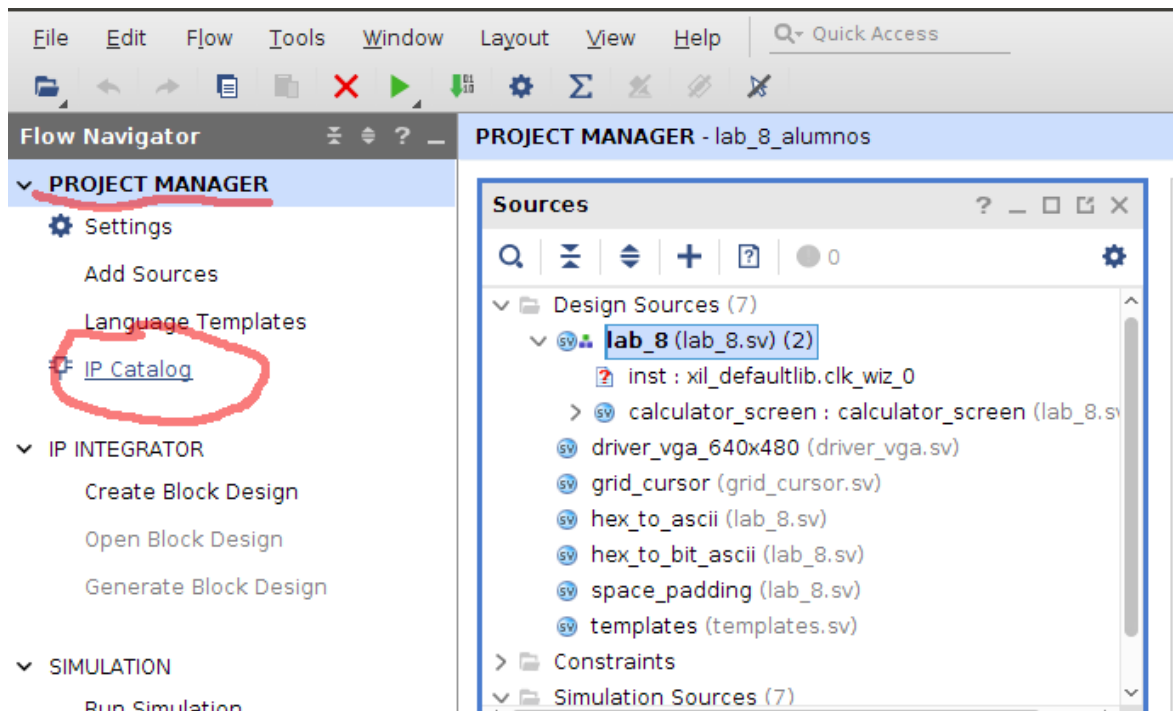 File Edit Flow Tools Window Layout View Help Quick Access
Flow Navigator
PROJECT MANAGER
Settings
Add Sources
Language Templates
IP Catalog
IP INTEGRATOR
Create Block Design
Open Block Design
Generate Block Design
SIMULATION
Run Simulation
PROJECT MANAGER - lab_8_alumnos
Sources
0
Design Sources (7)
lab_8 (lab_8.sv) (2)
inst : xil_defaultlib.clk_wiz_0
calculator_screen : calculator_screen (lab_8.sv
driver_vga_640x480 (driver_vga.sv)
grid_cursor (grid_cursor.sv)
hex_to_ascii (lab_8.sv)
hex_to_bit_ascii (lab_8.sv)
space_padding (lab_8.sv)
templates (templates.sv)
Constraints
Simulation Sources (7)